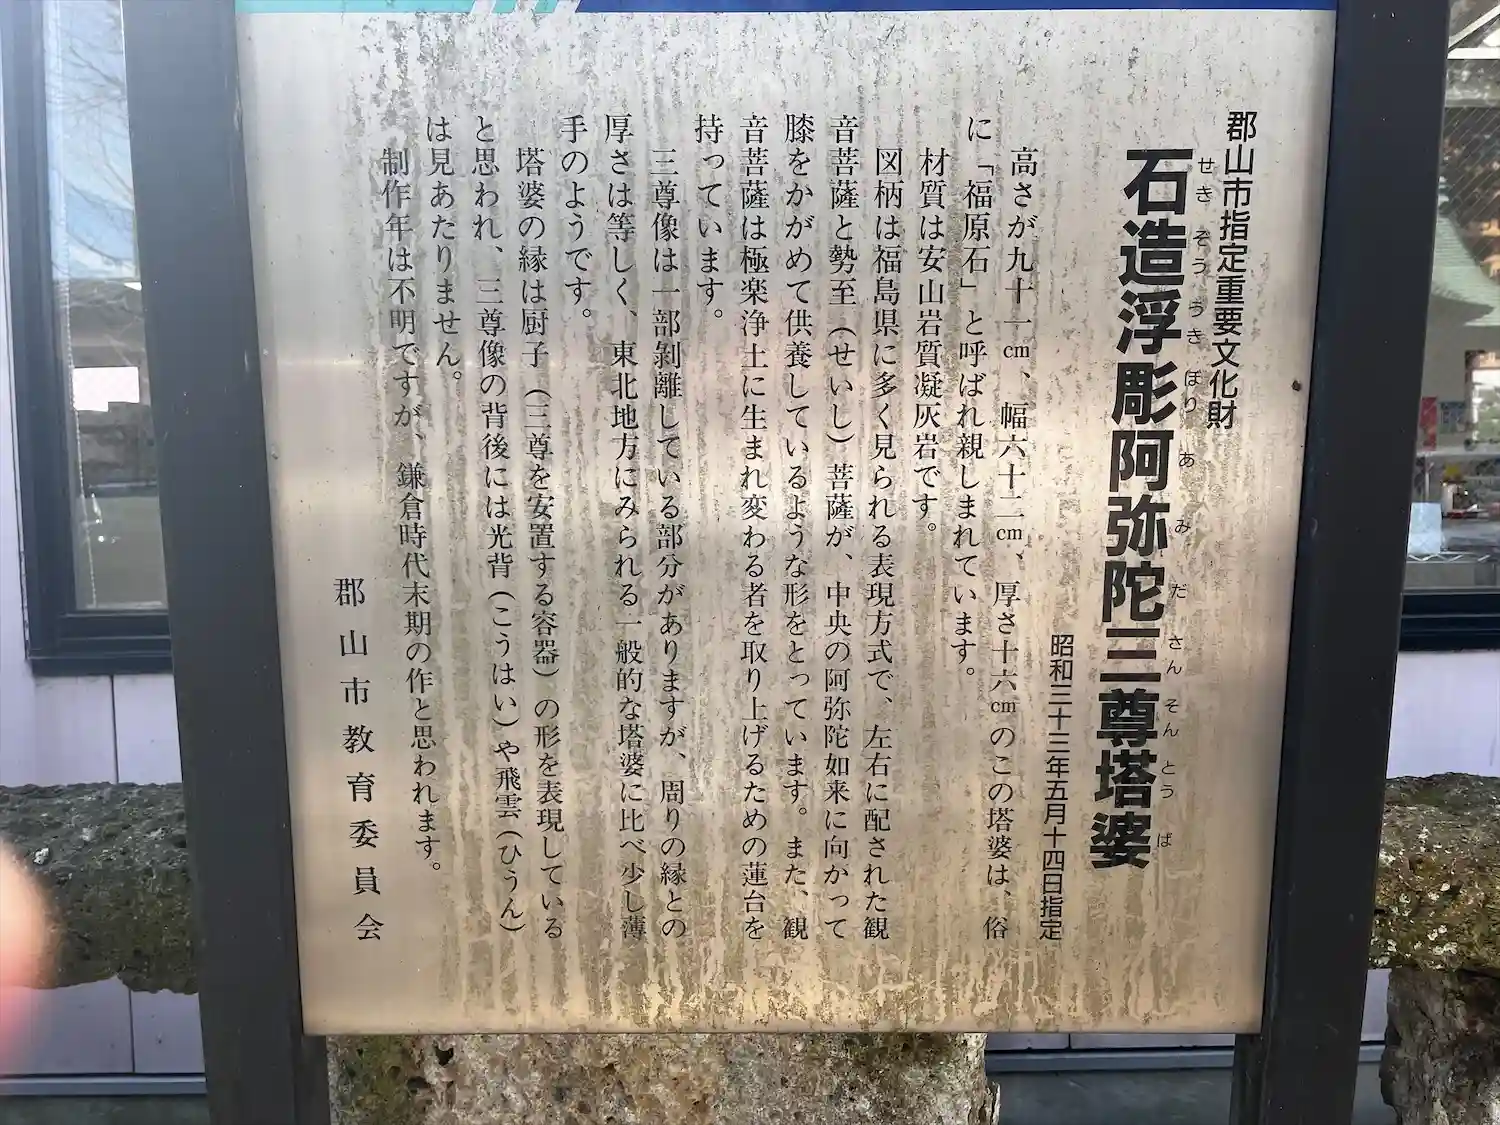 郡山市指定重要文化財
石造浮彫阿弥陀三尊塔婆
せきぞううきぼりあみださんぞんとうば
昭和三十三年五月十四日指定
高さが九十一㎝、幅六十二㎝、厚さ十六㎝のこの塔婆は、俗
に「福原石」と呼ばれ親しまれています。
材質は安山岩質凝灰岩です。
図柄は福島県に多く見られる表現方式で、左右に配された観
音菩薩と勢至（せいし）菩薩が、中央の阿弥陀如来に向かって
膝をかがめて供養しているような形をとっています。また、観
音菩薩は極楽浄土に生まれ変わる者を取り上げるための蓮台を
持っています。
三尊像は一部剝離している部分がありますが、周りの縁との
厚さは等しく、東北地方にみられる一般的な塔婆に比べ少し薄
手のようです。
塔婆の縁は厨子（三尊を安置する容器）の形を表現している
と思われ、三尊像の背後には光背（こうはい）や飛雲（ひうん）
は見あたりません。
制作年は不明ですが、鎌倉時代末期の作と思われます。
郡山市教育委員会